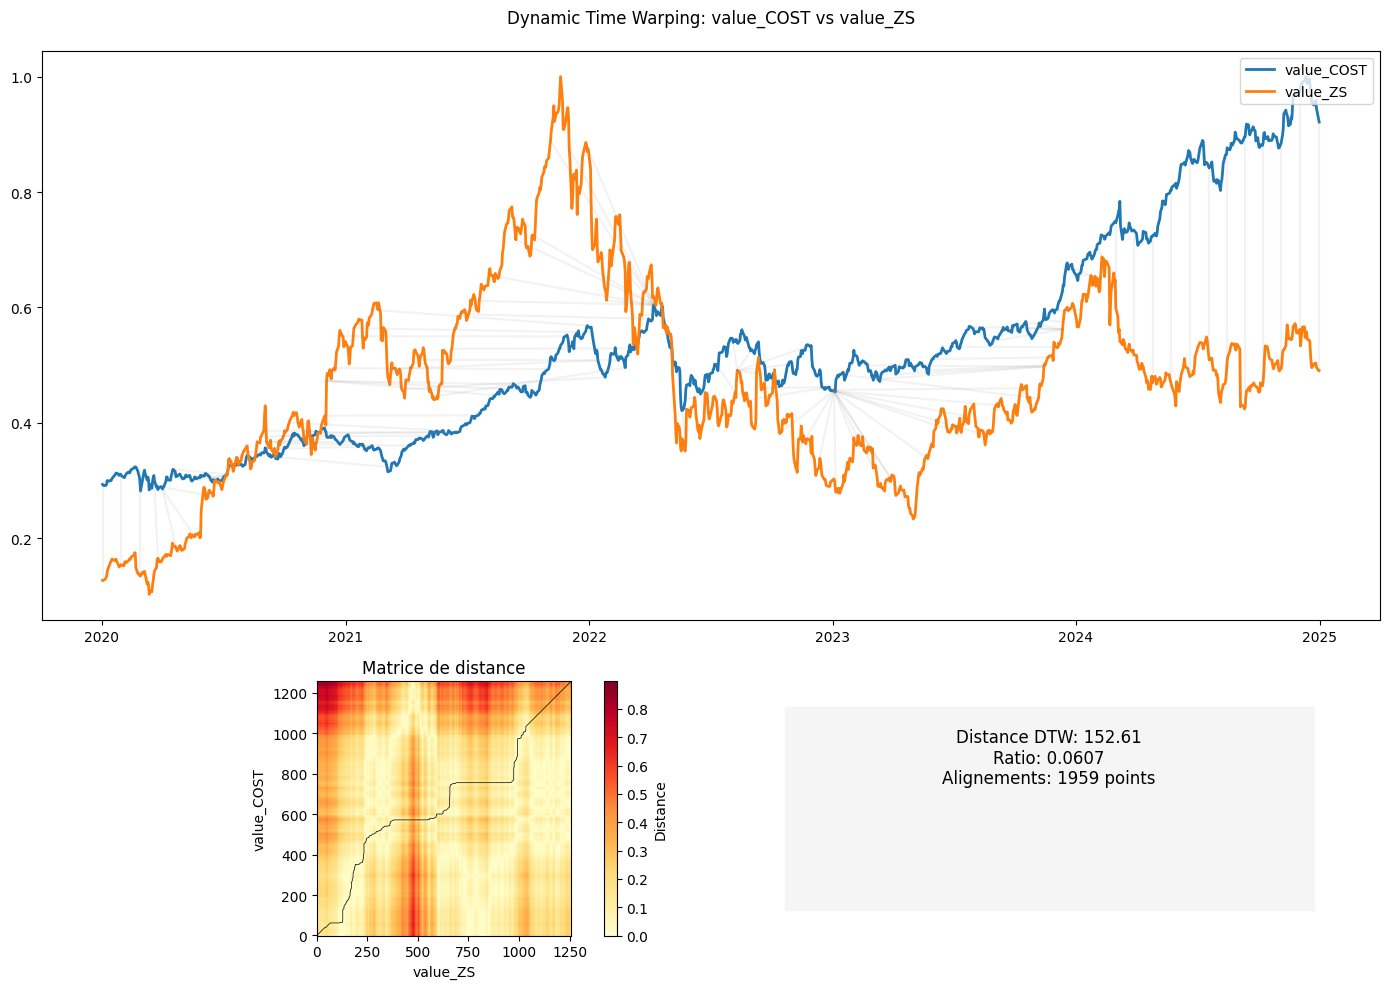 Dynamic Time Warping: value_COST vs value_ZS
1.0
0.8
0.6
0.4
0.2
value_COST
value_ZS
2020 2021 2022 2023 2024 2025
Matrice de distance
value_COST
1200
1000
800
600
400
200
0
0 250 500 750 1000 1250
value_ZS
0.8
0.7
0.6
0.5
0.4
0.3
0.2
0.1
0.0
Distance
Distance DTW: 152.61
Ratio: 0.0607
Alignements: 1959 points